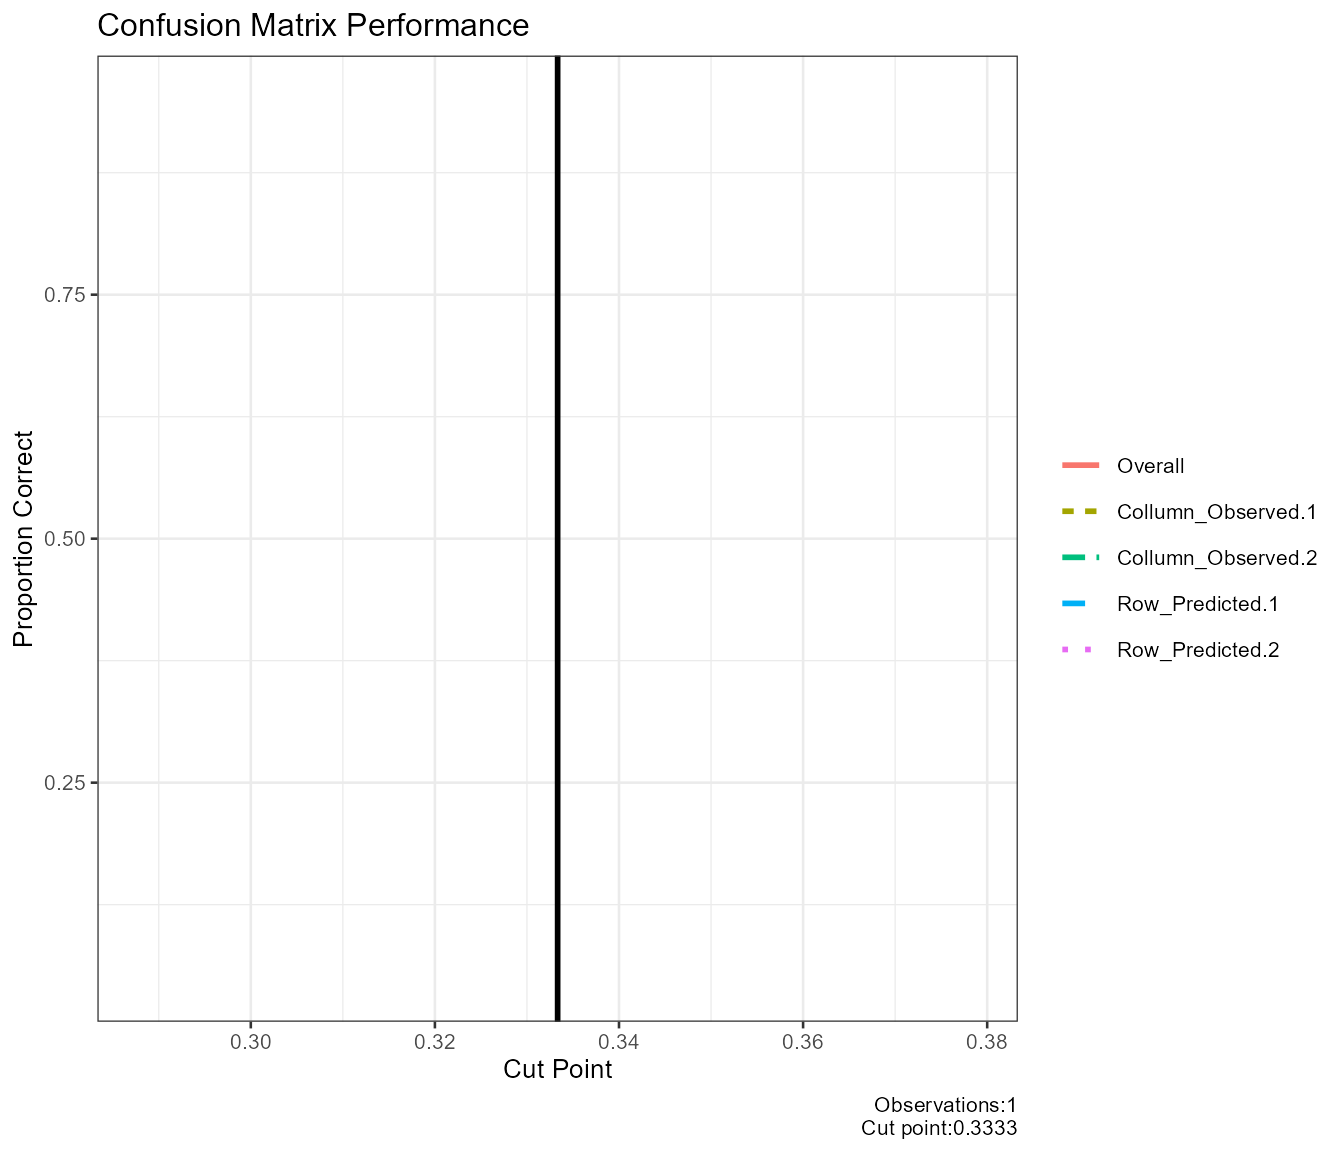 Confusion Matrix Performance
Proportion Correct
0.75
0.50
0.25
0.30
0.32
0.34
0.36
0.38
Cut Point
Overall
Collumn_Observed.1
Collumn_Observed.2
Row_Predicted.1
Row_Predicted.2
Observations:1
Cut point:0.3333